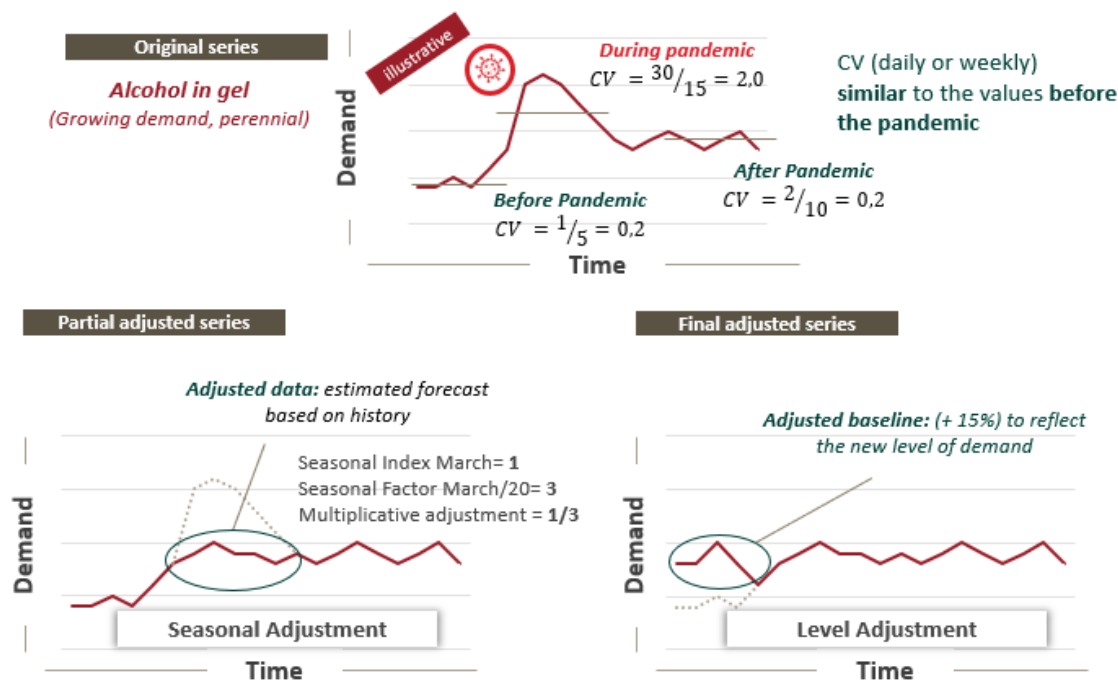 Original series
Alcohol in gel
(Growing demand, perennial)
illustrative
Demand
During pandemic
CV = 30/15 = 2,0
Before Pandemic
CV = 1/5 = 0,2
After Pandemic
CV = 2/10 = 0,2
Time
CV (daily or weekly)
similar to the values before
the pandemic
Partial adjusted series
Adjusted data: estimated forecast
based on history
Seasonal Index March= 1
Seasonal Factor March/20= 3
Multiplicative adjustment = 1/3
Demand
Seasonal Adjustment
Time
Final adjusted series
Adjusted baseline: (+ 15%) to reflect
the new level of demand
Demand
Level Adjustment
Time